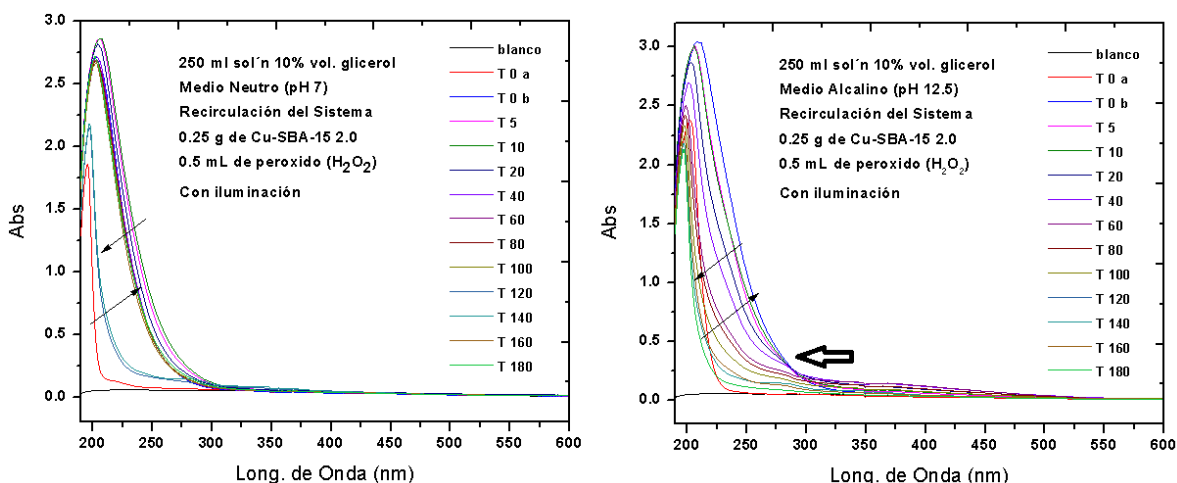 250 ml sol´n 10% vol. glicerol
Medio Neutro (pH 7)
Recirculación del Sistema
0.25 g de Cu-SBA-15 2.0
0.5 mL de peroxido (H₂O₂)
Con iluminación
blanco
T 0 a
T 0 b
T 5
T 10
T 20
T 40
T 60
T 80
T 100
T 120
T 140
T 160
T 180
3.0
2.5
2.0
1.5
1.0
0.5
0.0
Abs
200 250 300 350 400 450 500 550 600
Long. de Onda (nm)
250 ml sol´n 10% vol. glicerol
Medio Alcalino (pH 12.5)
Recirculación del Sistema
0.25 g de Cu-SBA-15 2.0
0.5 mL de peroxido (H₂O₂)
Con iluminación
blanco
T 0 a
T 0 b
T 5
T 10
T 20
T 40
T 60
T 80
T 100
T 120
T 140
T 160
T 180
3.0
2.5
2.0
1.5
1.0
0.5
0.0
Abs
200 250 300 350 400 450 500 550 600
Long. de Onda (nm)